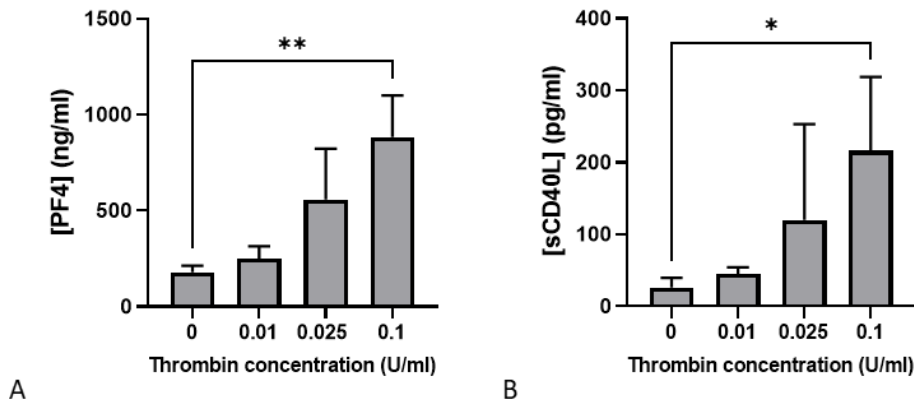 [PF4] (ng/ml)
1500
1000
500
0
**
0 0.01 0.025 0.1
Thrombin concentration (U/ml)
A
[sCD40L] (pg/ml)
400
300
200
100
0
*
0 0.01 0.025 0.1
Thrombin concentration (U/ml)
B